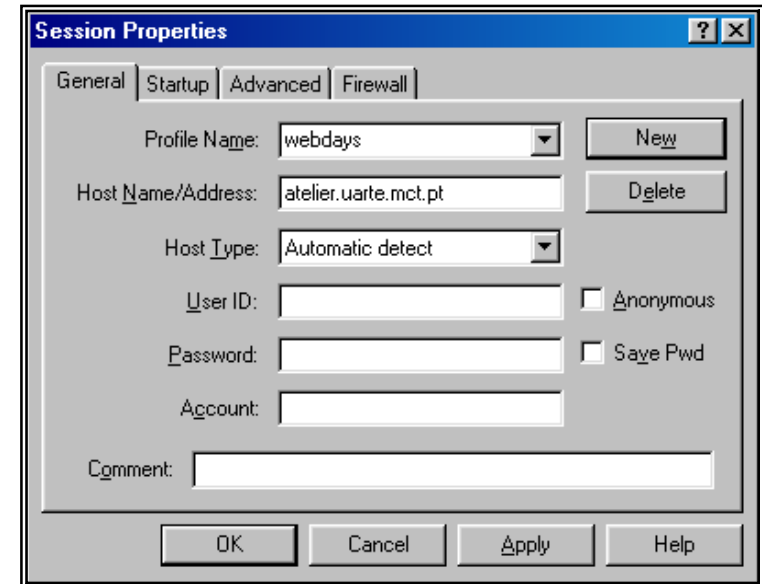 Session Properties
General Startup Advanced Firewall
Profile Name: webdays New
Host Name/Address: atelier.uarte.mct.pt Delete
Host Type: Automatic detect
User ID: Anonymous
Password: Save Pwd
Account:
Comment:
OK Cancel Apply Help